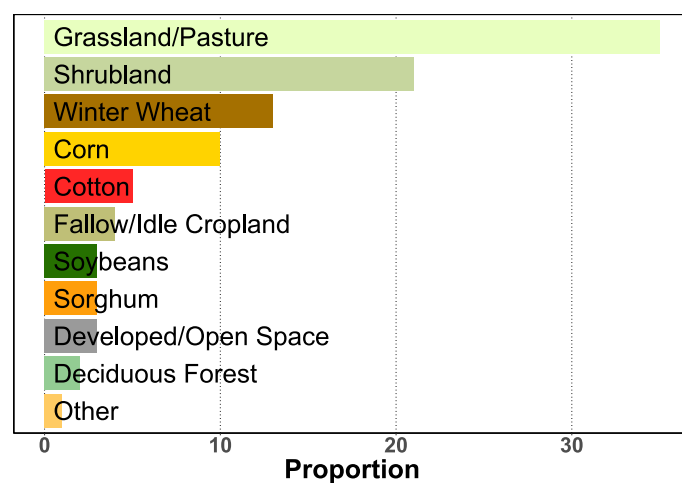 Grassland/Pasture
Shrubland
Winter Wheat
Corn
Cotton
Fallow/Idle Cropland
Soybeans
Sorghum
Developed/Open Space
Deciduous Forest
Other
0 10 20 30
Proportion